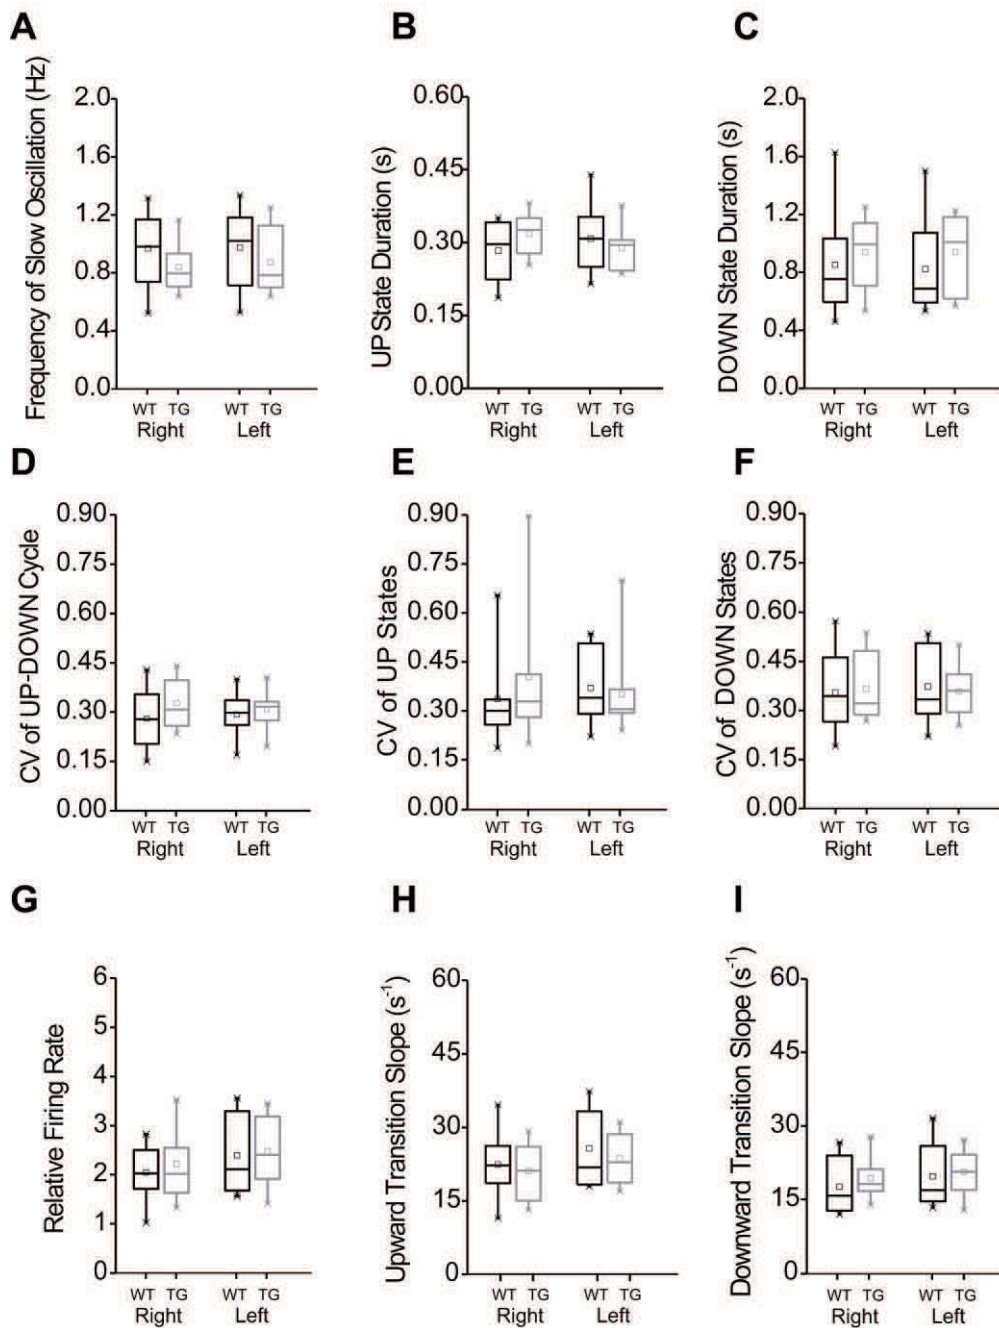 A
B
C
Frequency of Slow Oscillation (Hz)
2.0
1.6
1.2
0.8
0.4
0.0
WT TG WT TG
Right Left
UP State Duration (s)
0.60
0.45
0.30
0.15
0.00
WT TG WT TG
Right Left
DOWN State Duration (s)
2.0
1.6
1.2
0.8
0.4
0.0
WT TG WT TG
Right Left
D
E
F
CV of UP-DOWN Cycle
0.90
0.75
0.60
0.45
0.30
0.15
0.00
WT TG WT TG
Right Left
CV of UP States
0.90
0.75
0.60
0.45
0.30
0.15
0.00
WT TG WT TG
Right Left
CV of DOWN States
0.90
0.75
0.60
0.45
0.30
0.15
0.00
WT TG WT TG
Right Left
G
H
I
Relative Firing Rate
6
5
4
3
2
1
0
WT TG WT TG
Right Left
Upward Transition Slope (s⁻¹)
60
45
30
15
0
WT TG WT TG
Right Left
Downward Transition Slope (s⁻¹)
60
45
30
15
0
WT TG WT TG
Right Left